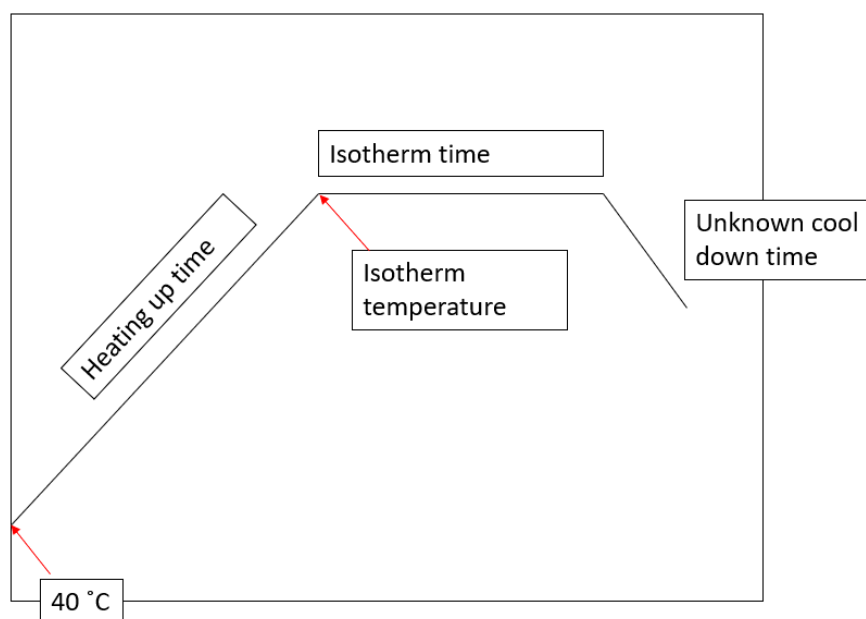 Isotherm time
Heating up time
Unknown cool
down time
Isotherm
temperature
40 ˚C